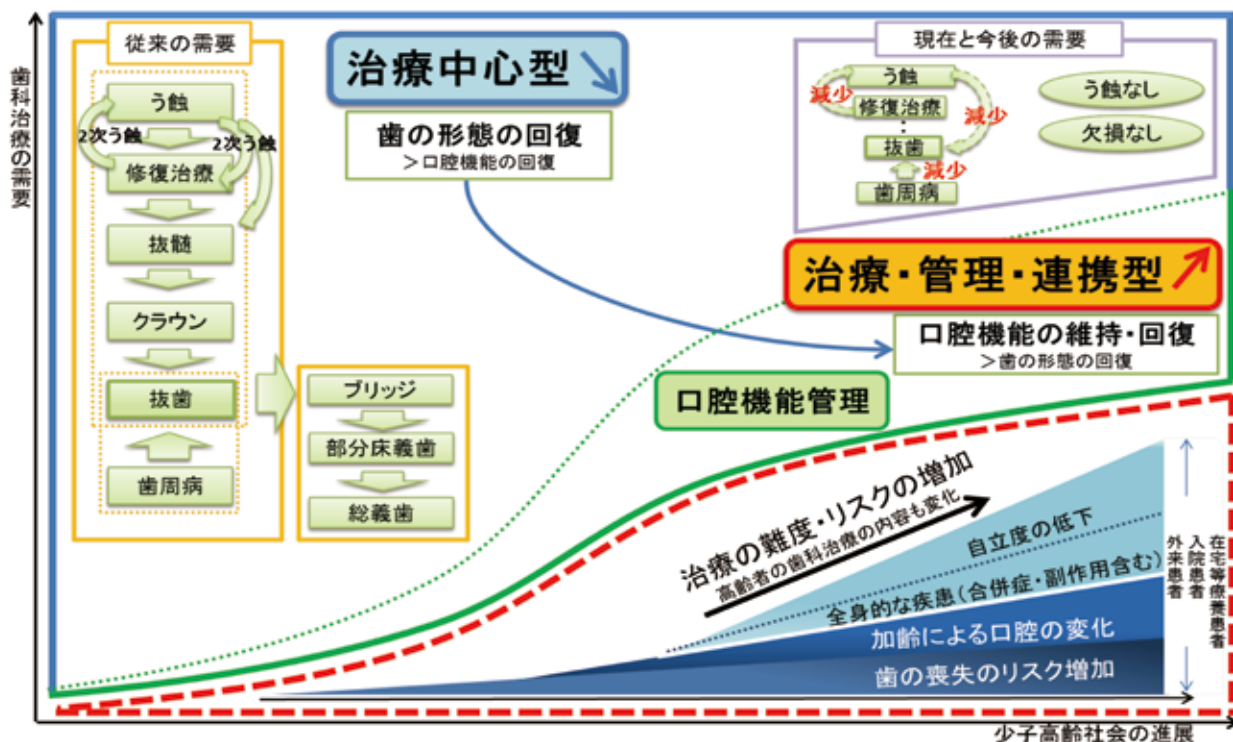 歯科治療の需要
従来の需要
う蝕
2次う蝕
2次う蝕
修復治療
抜髄
クラウン
抜歯
歯周病
ブリッジ
部分床義歯
総義歯
治療中心型
歯の形態の回復
>口腔機能の回復
現在と今後の需要
う蝕
減少
修復治療
減少
抜歯
減少
歯周病
う蝕なし
欠損なし
治療・管理・連携型
口腔機能の維持・回復
>歯の形態の回復
口腔機能管理
治療の難度・リスクの増加
高齢者の歯科治療の内容も変化
自立度の低下
全身的な疾患(合併症・副作用含む)
加齢による口腔の変化
歯の喪失のリスク増加
在宅等療養患者
入院患者
外来患者
少子高齢社会の進展